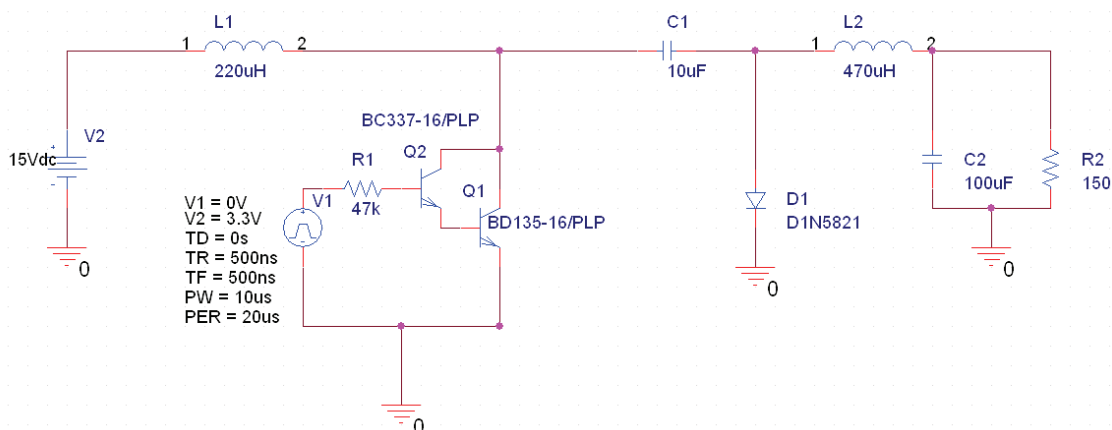 L1
1
2
220uH
C1
10uF
L2
1
2
470uH
V2
15Vdc
+
-
0
BC337-16/PLP
Q2
R1
47k
V1
+
-
Q1
BD135-16/PLP
V1 = 0V
V2 = 3.3V
TD = 0s
TR = 500ns
TF = 500ns
PW = 10us
PER = 20us
0
D1
D1N5821
0
C2
100uF
R2
150
0